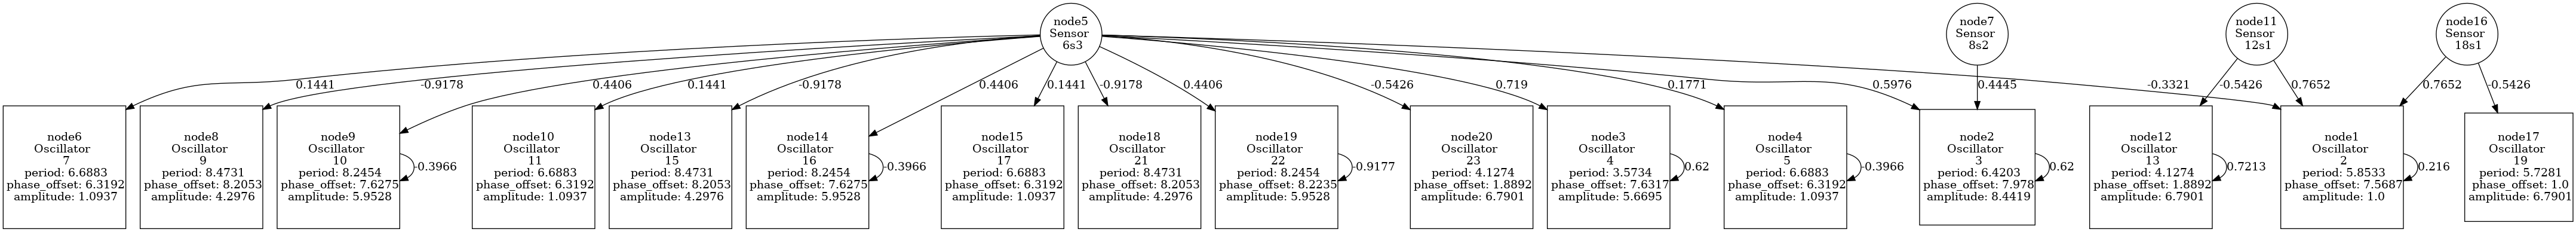 node5
Sensor
6s3
node7
Sensor
8s2
node11
Sensor
12s1
node16
Sensor
18s1
0.1441
-0.9178
0.4406
0.1441
-0.9178
0.4406
0.1441
-0.9178
0.4406
-0.5426
0.719
0.1771
0.5976
0.4445
-0.3321
-0.5426
0.7652
0.7652
-0.5426
node6
Oscillator
7
period: 6.6883
phase_offset: 6.3192
amplitude: 1.0937
node8
Oscillator
9
period: 8.4731
phase_offset: 8.2053
amplitude: 4.2976
node9
Oscillator
10
period: 8.2454
phase_offset: 7.6275
amplitude: 5.9528
-0.3966
node10
Oscillator
11
period: 6.6883
phase_offset: 6.3192
amplitude: 1.0937
node13
Oscillator
15
period: 8.4731
phase_offset: 8.2053
amplitude: 4.2976
node14
Oscillator
16
period: 8.2454
phase_offset: 7.6275
amplitude: 5.9528
-0.3966
node15
Oscillator
17
period: 6.6883
phase_offset: 6.3192
amplitude: 1.0937
node18
Oscillator
21
period: 8.4731
phase_offset: 8.2053
amplitude: 4.2976
node19
Oscillator
22
period: 8.2454
phase_offset: 8.2235
amplitude: 5.9528
-0.9177
node20
Oscillator
23
period: 4.1274
phase_offset: 1.8892
amplitude: 6.7901
node3
Oscillator
4
period: 3.5734
phase_offset: 7.6317
amplitude: 5.6695
0.62
node4
Oscillator
5
period: 6.6883
phase_offset: 6.3192
amplitude: 1.0937
-0.3966
node2
Oscillator
3
period: 6.4203
phase_offset: 7.978
amplitude: 8.4419
0.62
node12
Oscillator
13
period: 4.1274
phase_offset: 1.8892
amplitude: 6.7901
0.7213
node1
Oscillator
2
period: 5.8533
phase_offset: 7.5687
amplitude: 1.0
0.216
node17
Oscillator
19
period: 5.7281
phase_offset: 1.0
amplitude: 6.7901